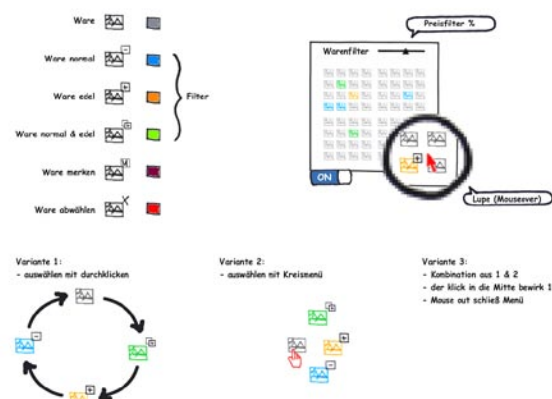 Ware
Ware normal
Ware edel
Filter
Ware normal & edel
Ware merken
M
Ware abwählen
X
Preisfilter %
Warenfilter
ON
Lupe (Mouseover)
Variante 1:
- auswählen mit durchklicken
Variante 2:
- auswählen mit Kreismenü
Variante 3:
- Kombination aus 1 & 2
- der klick in die Mitte bewirk 1
- Mouse out schließ Menü